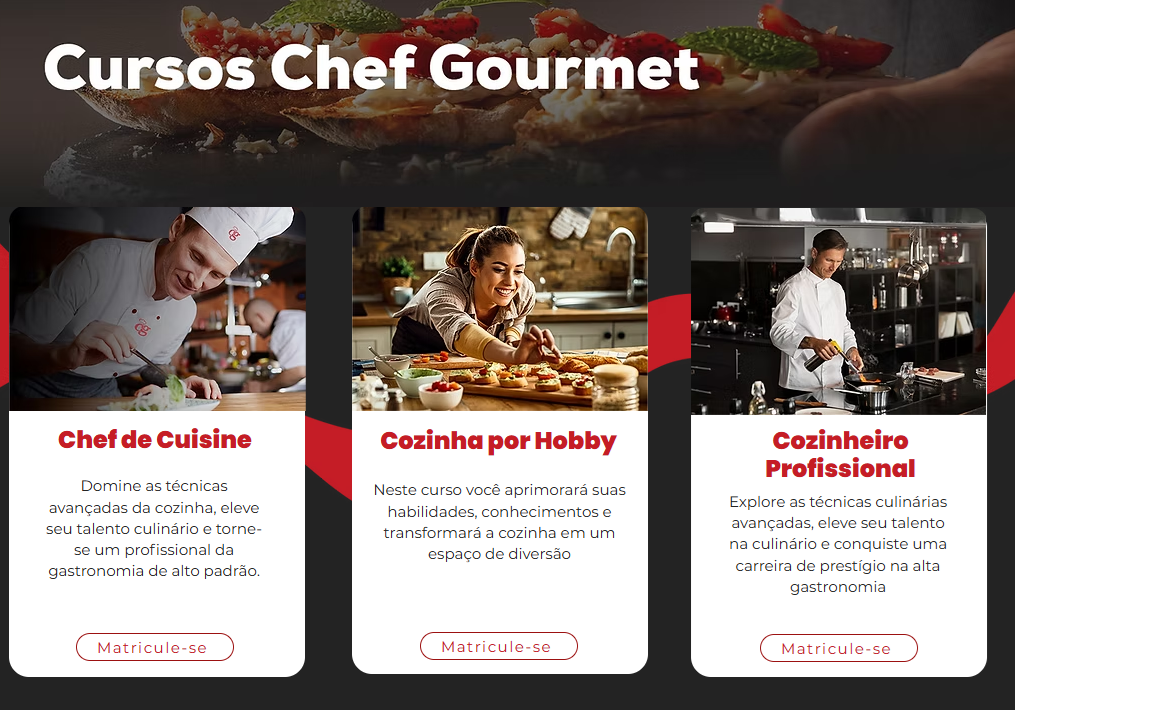 Cursos Chef Gourmet
Chef de Cuisine
Domine as técnicas
avançadas da cozinha, eleve
seu talento culinário e torne-
se um profissional da
gastronomia de alto padrão.
Matricule-se
Cozinha por Hobby
Neste curso você aprimorará suas
habilidades, conhecimentos e
transformará a cozinha em um
espaço de diversão
Matricule-se
Cozinheiro
Profissional
Explore as técnicas culinárias
avançadas, eleve seu talento
na culinário e conquiste uma
carreira de prestígio na alta
gastronomia
Matricule-se